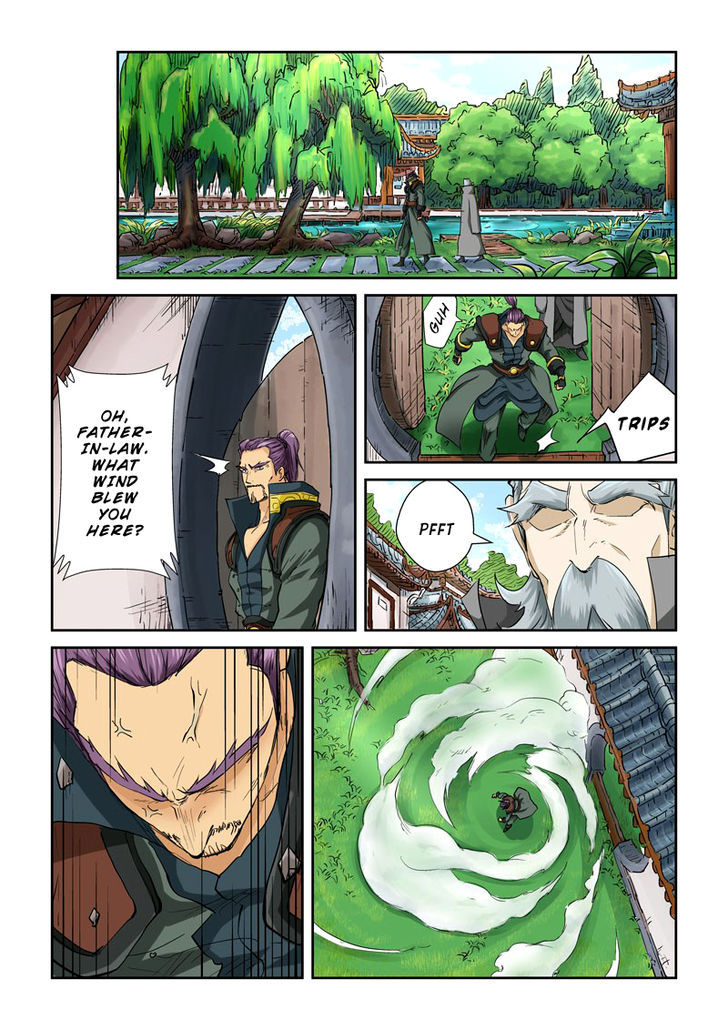 OH,
FATHER-
IN-LAW.
WHAT
WIND
BLEW
YOU
HERE?
GUH
TRIPS
PFFT